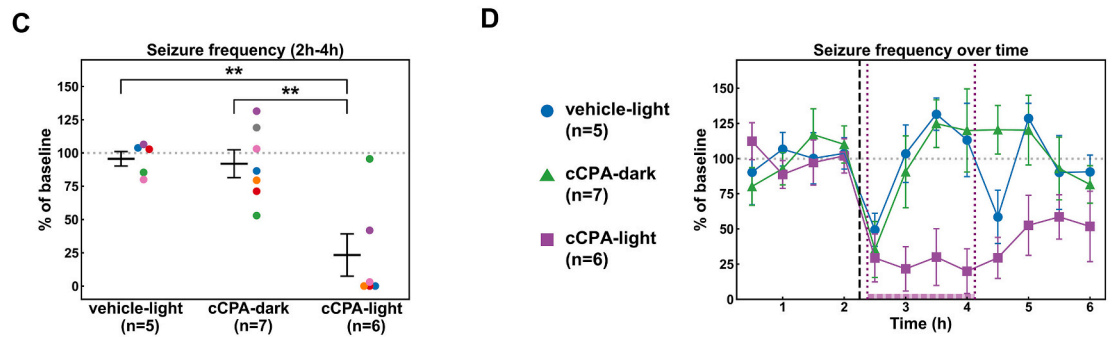 C
Seizure frequency (2h-4h)
% of baseline
150
125
100
75
50
25
0
**
**
vehicle-light
(n=5)
cCPA-dark
(n=7)
cCPA-light
(n=6)
D
vehicle-light
(n=5)
cCPA-dark
(n=7)
cCPA-light
(n=6)
Seizure frequency over time
% of baseline
150
125
100
75
50
25
0
1 2 3 4 5 6
Time (h)